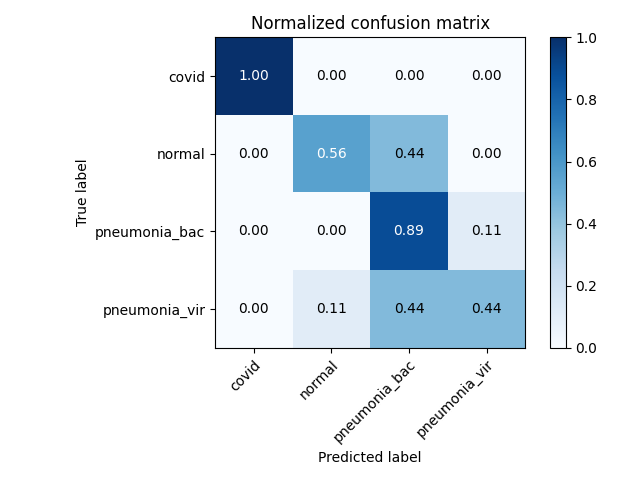 Normalized confusion matrix
True label
covid 1.00 0.00 0.00 0.00
normal 0.00 0.56 0.44 0.00
pneumonia_bac 0.00 0.00 0.89 0.11
pneumonia_vir 0.00 0.11 0.44 0.44
covid normal pneumonia_bac pneumonia_vir
Predicted label
1.0
0.8
0.6
0.4
0.2
0.0